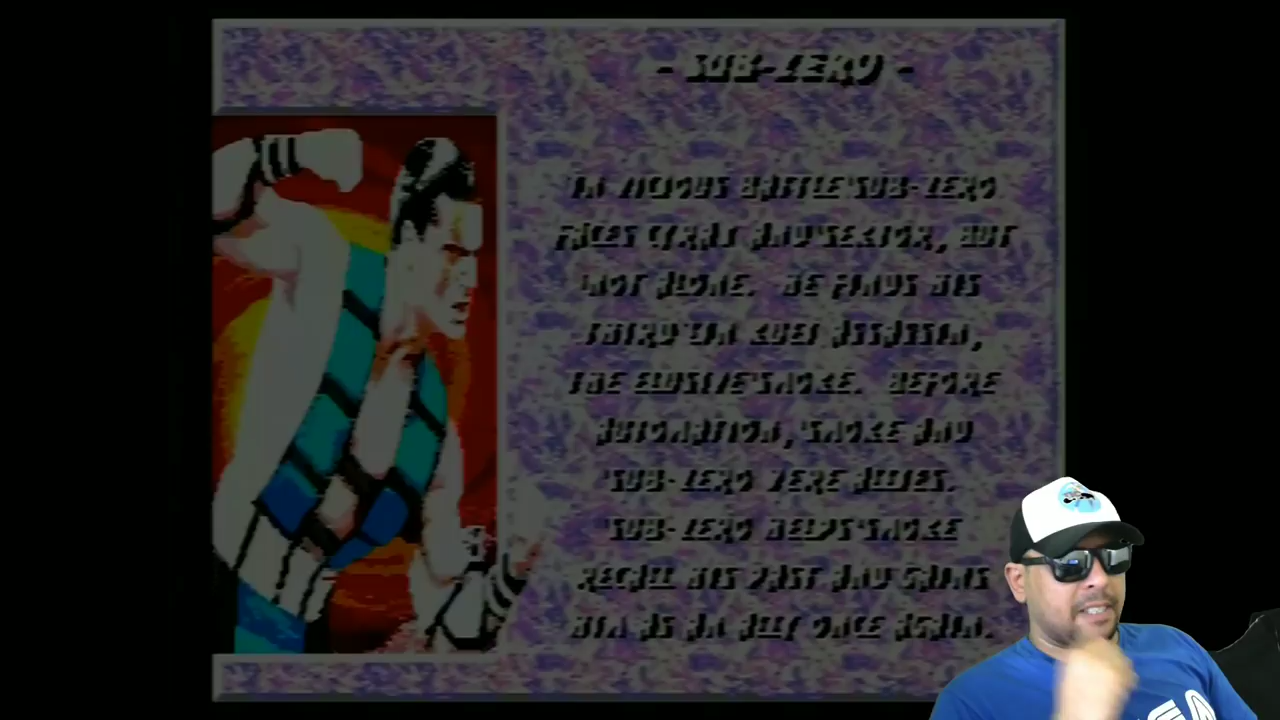 - SUB-ZERO -
IN VICIOUS BATTLE SUB-ZERO
FACES CYRAX AND SEKTOR, BUT
NOT ALONE. HE FINDS HIS
THIRD LIN KUEI ASSASSIN,
THE ELUSIVE SMOKE. BEFORE
AUTOMATION, SMOKE AND
SUB-ZERO WERE ALLIES.
SUB-ZERO HELPS SMOKE
RECALL HIS PAST AND GAINS
HIM AS AN ALLY ONCE AGAIN.